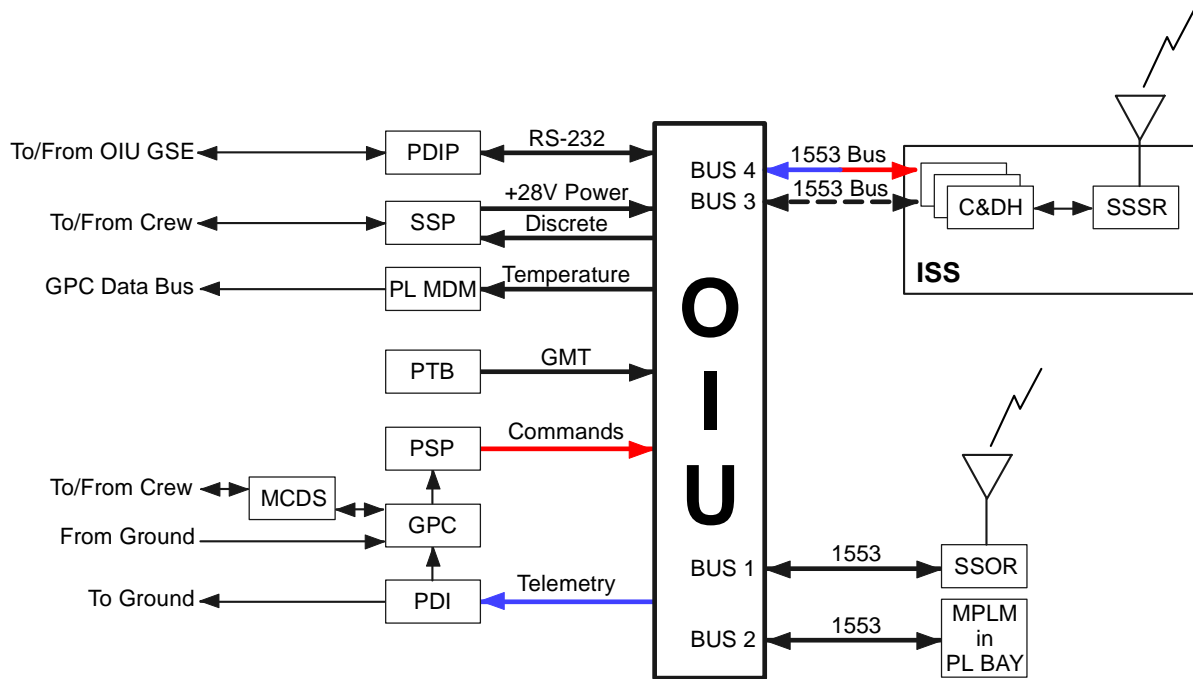 To/From OIU GSE
PDIP
RS-232
To/From Crew
SSP
+28V Power
Discrete
GPC Data Bus
PL MDM
Temperature
PTB
GMT
PSP
Commands
To/From Crew
MCDS
From Ground
GPC
To Ground
PDI
Telemetry
O
I
U
BUS 4
BUS 3
BUS 1
BUS 2
1553 Bus
1553 Bus
C&DH
SSSR
ISS
1553
SSOR
1553
MPLM
in
PL BAY